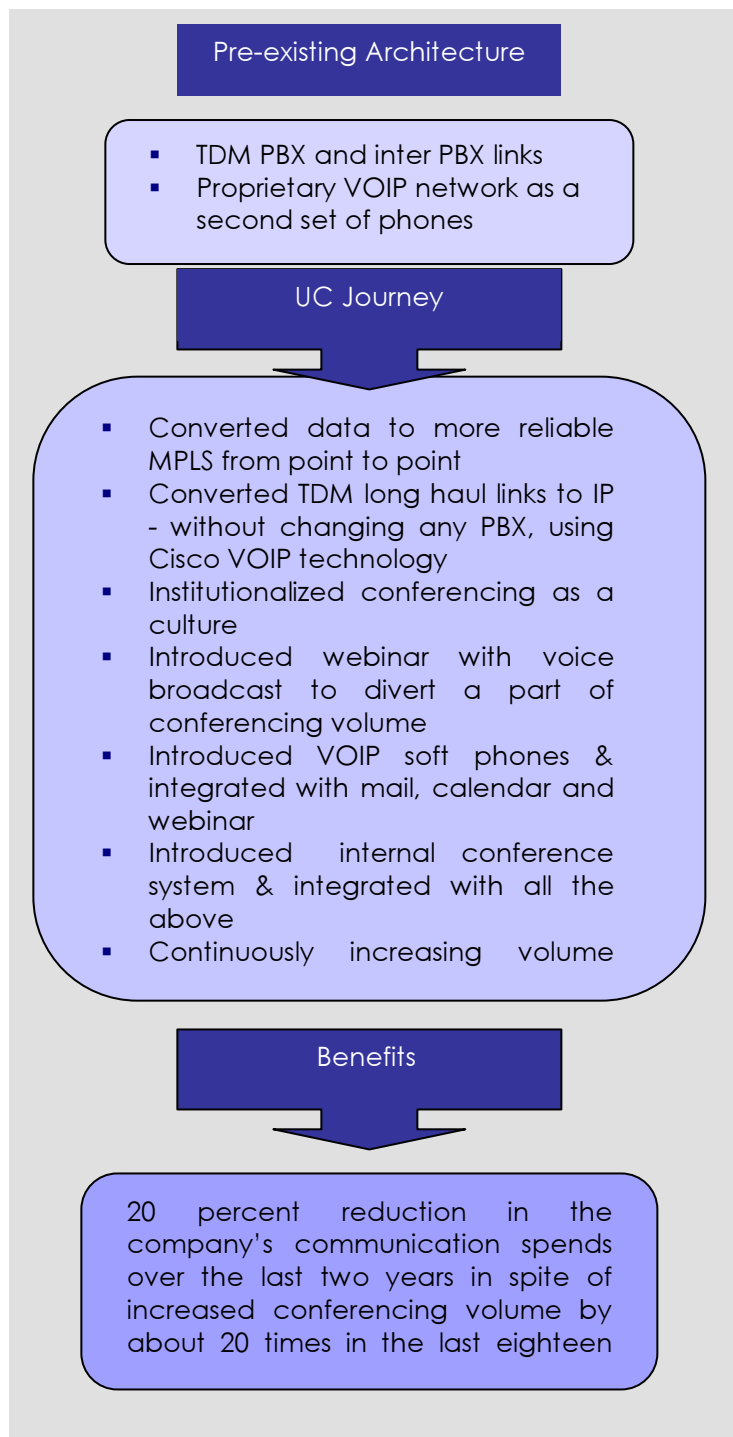 Pre-existing Architecture
▪ TDM PBX and inter PBX links
▪ Proprietary VOIP network as a
second set of phones
UC Journey
▪ Converted data to more reliable
MPLS from point to point
▪ Converted TDM long haul links to IP
- without changing any PBX, using
Cisco VOIP technology
▪ Institutionalized conferencing as a
culture
▪ Introduced webinar with voice
broadcast to divert a part of
conferencing volume
▪ Introduced VOIP soft phones &
integrated with mail, calendar and
webinar
▪ Introduced internal conference
system & integrated with all the
above
▪ Continuously increasing volume
Benefits
20 percent reduction in the
company’s communication spends
over the last two years in spite of
increased conferencing volume by
about 20 times in the last eighteen